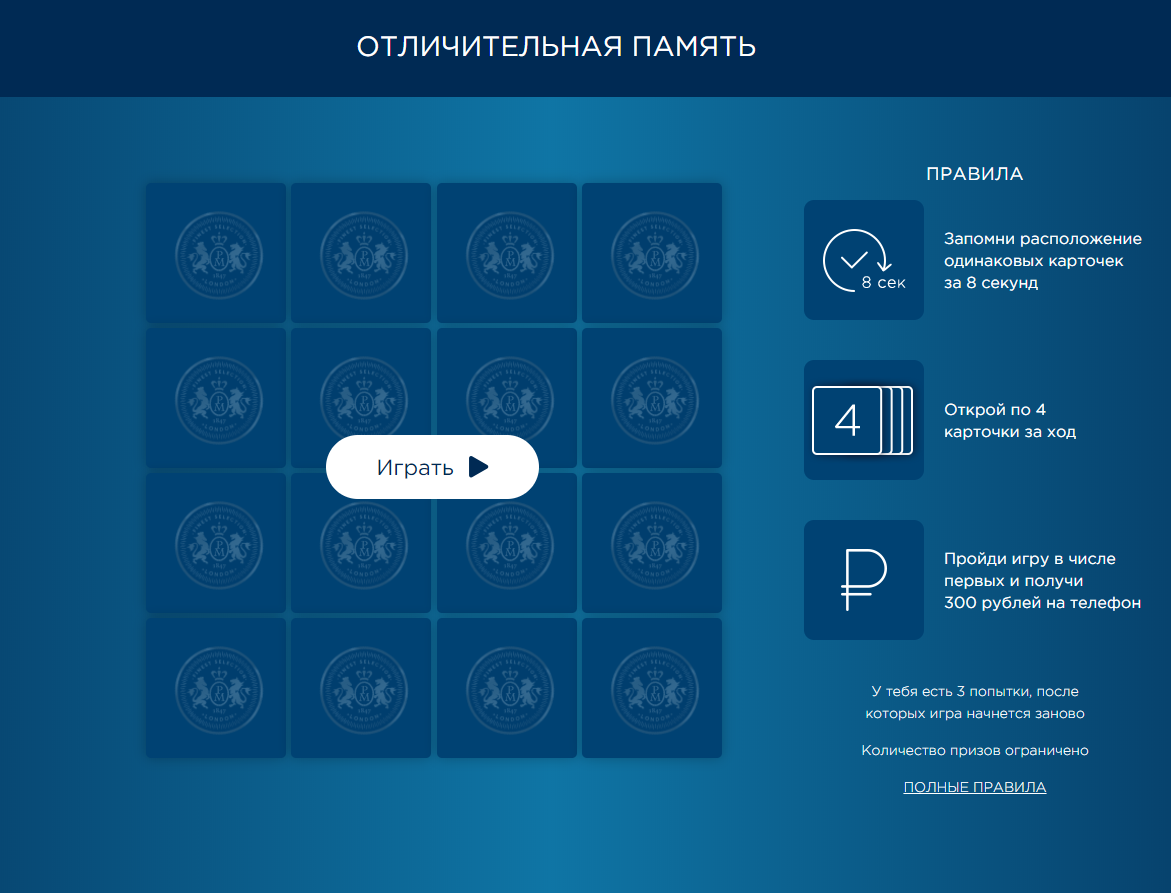 ОТЛИЧИТЕЛЬНАЯ ПАМЯТЬ
ПРАВИЛА
8 сек
Запомни расположение
одинаковых карточек
за 8 секунд
4
Открой по 4
карточки за ход
Играть
Пройди игру в числе
первых и получи
300 рублей на телефон
У тебя есть 3 попытки, после
которых игра начнется заново
Количество призов ограничено
ПОЛНЫЕ ПРАВИЛА